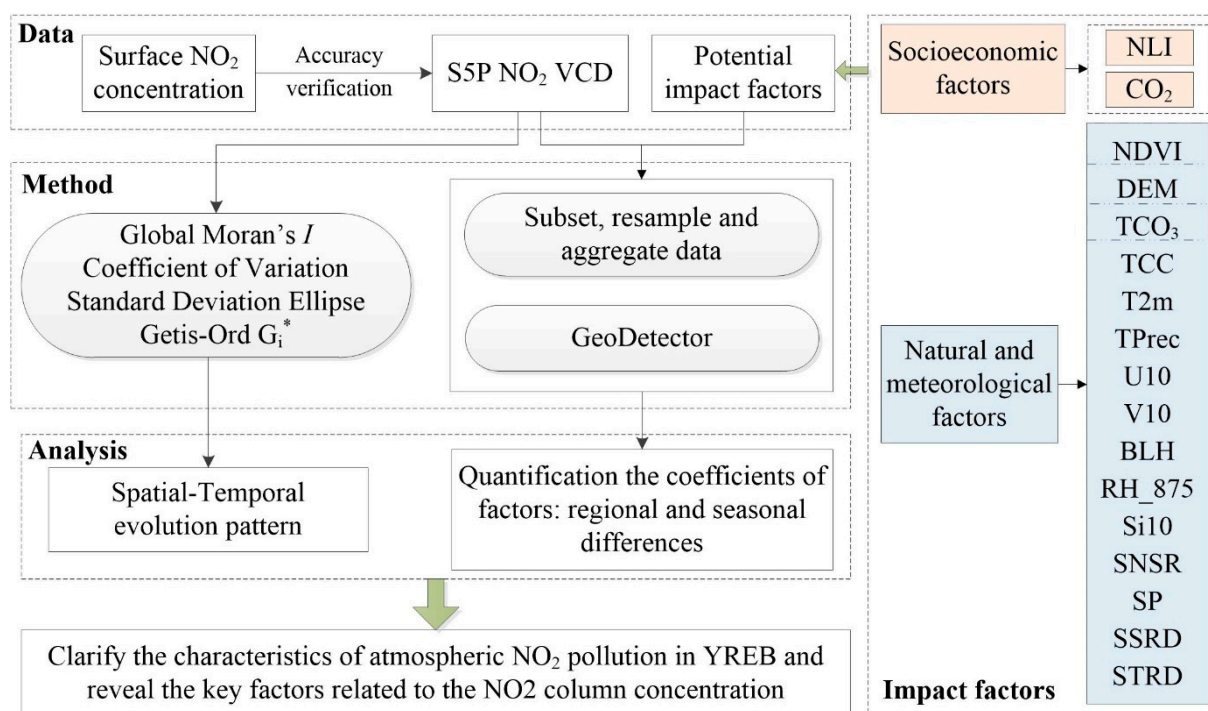 Data
Surface NO₂
concentration
Accuracy
verification
S5P NO₂ VCD
Potential
impact factors
Method
Global Moran's I
Coefficient of Variation
Standard Deviation Ellipse
Getis-Ord Gᵢ*
Subset, resample and
aggregate data
GeoDetector
Analysis
Spatial-Temporal
evolution pattern
Quantification the coefficients of
factors: regional and seasonal
differences
Clarify the characteristics of atmospheric NO₂ pollution in YREB and
reveal the key factors related to the NO2 column concentration
Socioeconomic
factors
NLI
CO₂
Natural and
meteorological
factors
NDVI
DEM
TCO₃
TCC
T2m
TPrec
U10
V10
BLH
RH_875
Si10
SNSR
SP
SSRD
STRD
Impact factors